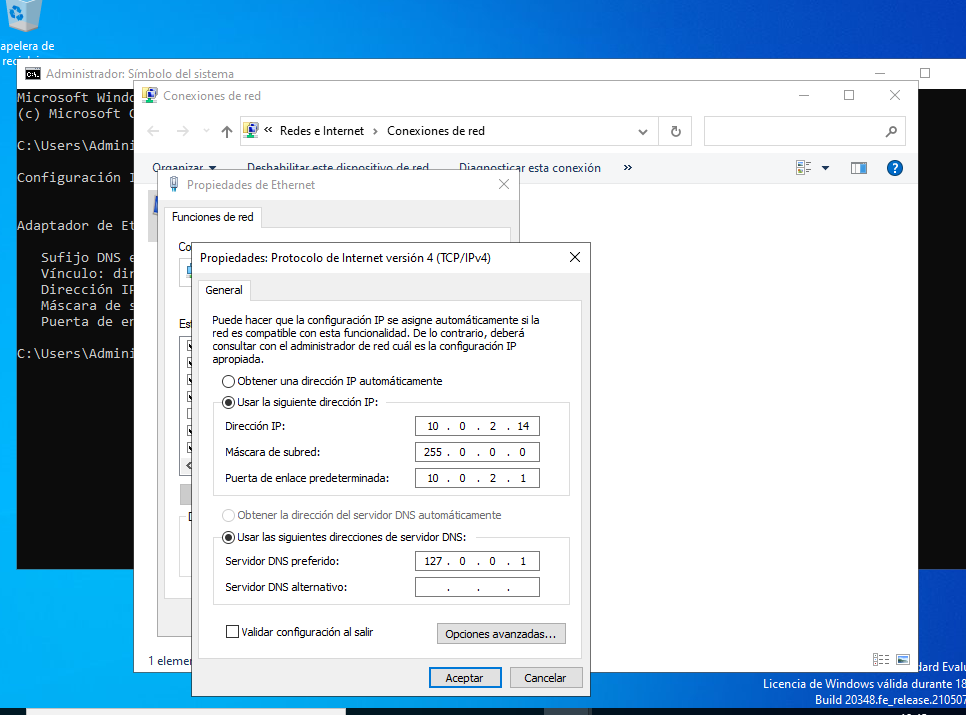 apelera de
Administrador: Símbolo del sistema
Microsoft Windo
(c) Microsoft C
C:\Users\Admini
Configuración I
Adaptador de Et
Sufijo DNS e
Vínculo: dir
Dirección IP
Máscara de s
Puerta de en
C:\Users\Admini
Conexiones de red
« Redes e Internet > Conexiones de red
Organizar Deshabilitar este dispositivo de red Diagnosticar esta conexión »
Propiedades de Ethernet
Funciones de red
Co
Est
Propiedades: Protocolo de Internet versión 4 (TCP/IPv4)
General
Puede hacer que la configuración IP se asigne automáticamente si la
red es compatible con esta funcionalidad. De lo contrario, deberá
consultar con el administrador de red cuál es la configuración IP
apropiada.
Obtener una dirección IP automáticamente
Usar la siguiente dirección IP:
Dirección IP: 10 . 0 . 2 . 14
Máscara de subred: 255 . 0 . 0 . 0
Puerta de enlace predeterminada: 10 . 0 . 2 . 1
Obtener la dirección del servidor DNS automáticamente
Usar las siguientes direcciones de servidor DNS:
Servidor DNS preferido: 127 . 0 . 0 . 1
Servidor DNS alternativo: . . .
Validar configuración al salir
Opciones avanzadas...
Aceptar Cancelar
1 elemen
dard Evalu
Licencia de Windows válida durante 18
Build 20348.fe_release.210507